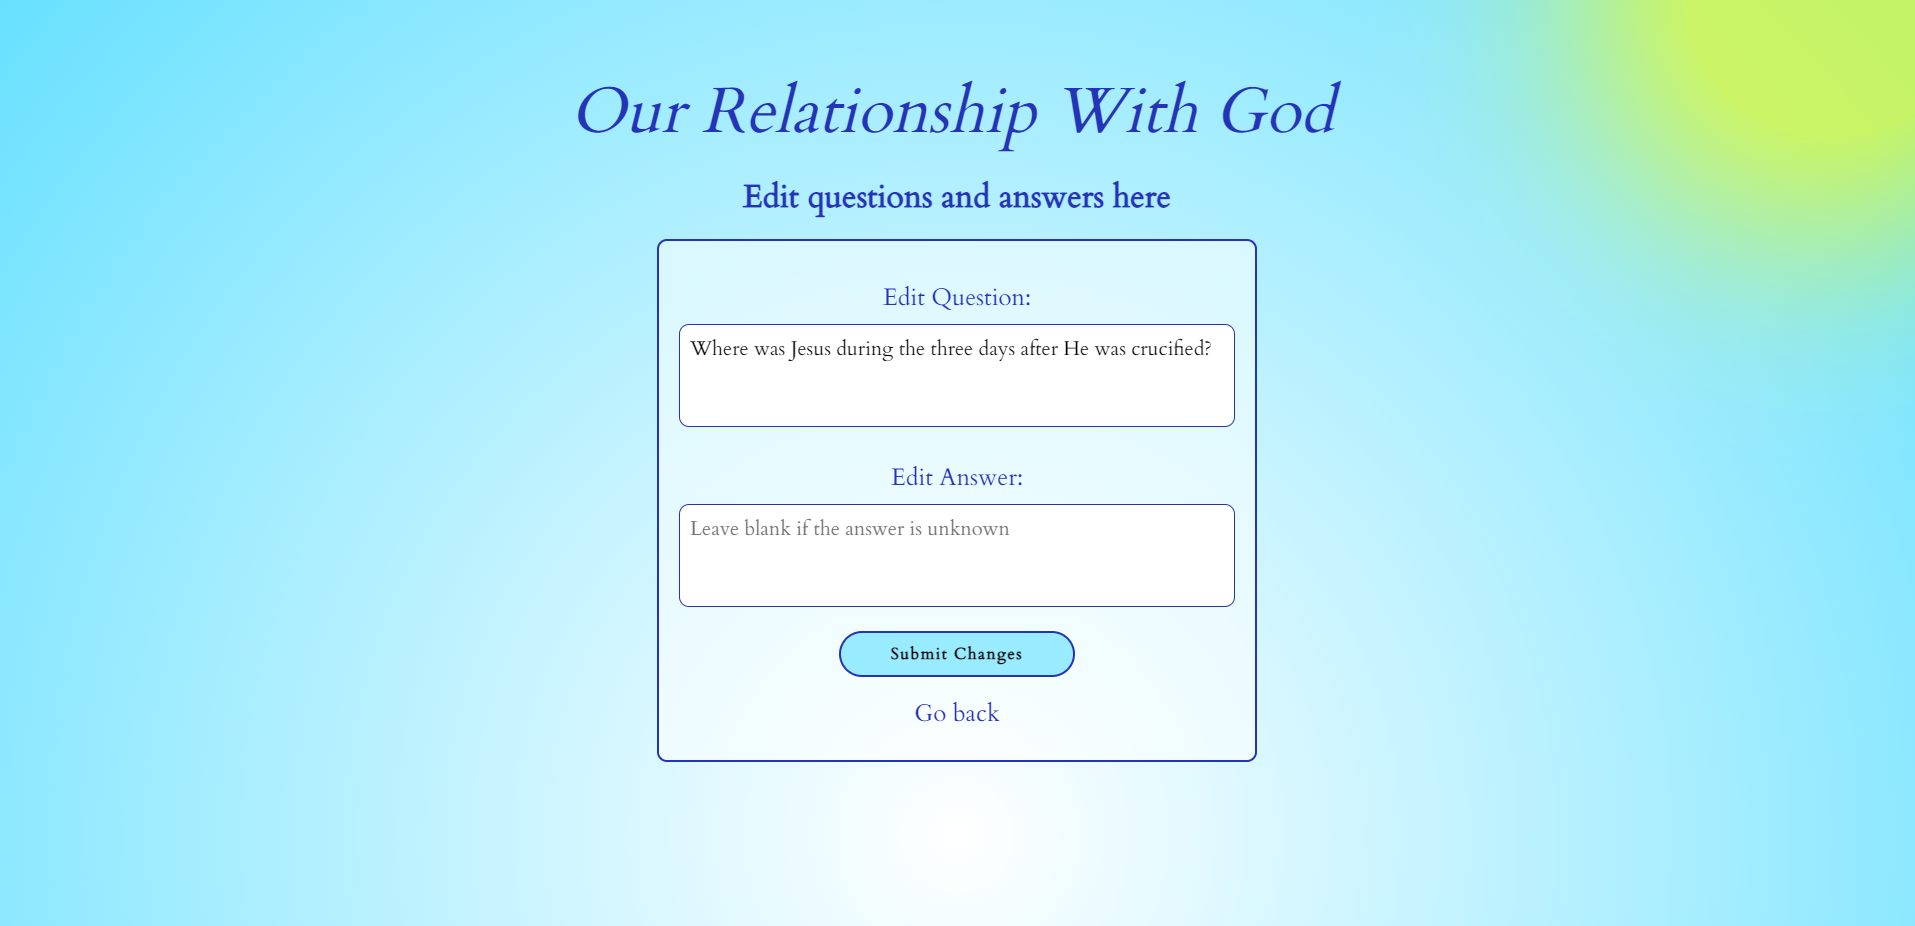 Our Relationship With God
Edit questions and answers here
Edit Question:
Where was Jesus during the three days after He was crucified?
Edit Answer:
Leave blank if the answer is unknown
Submit Changes
Go back